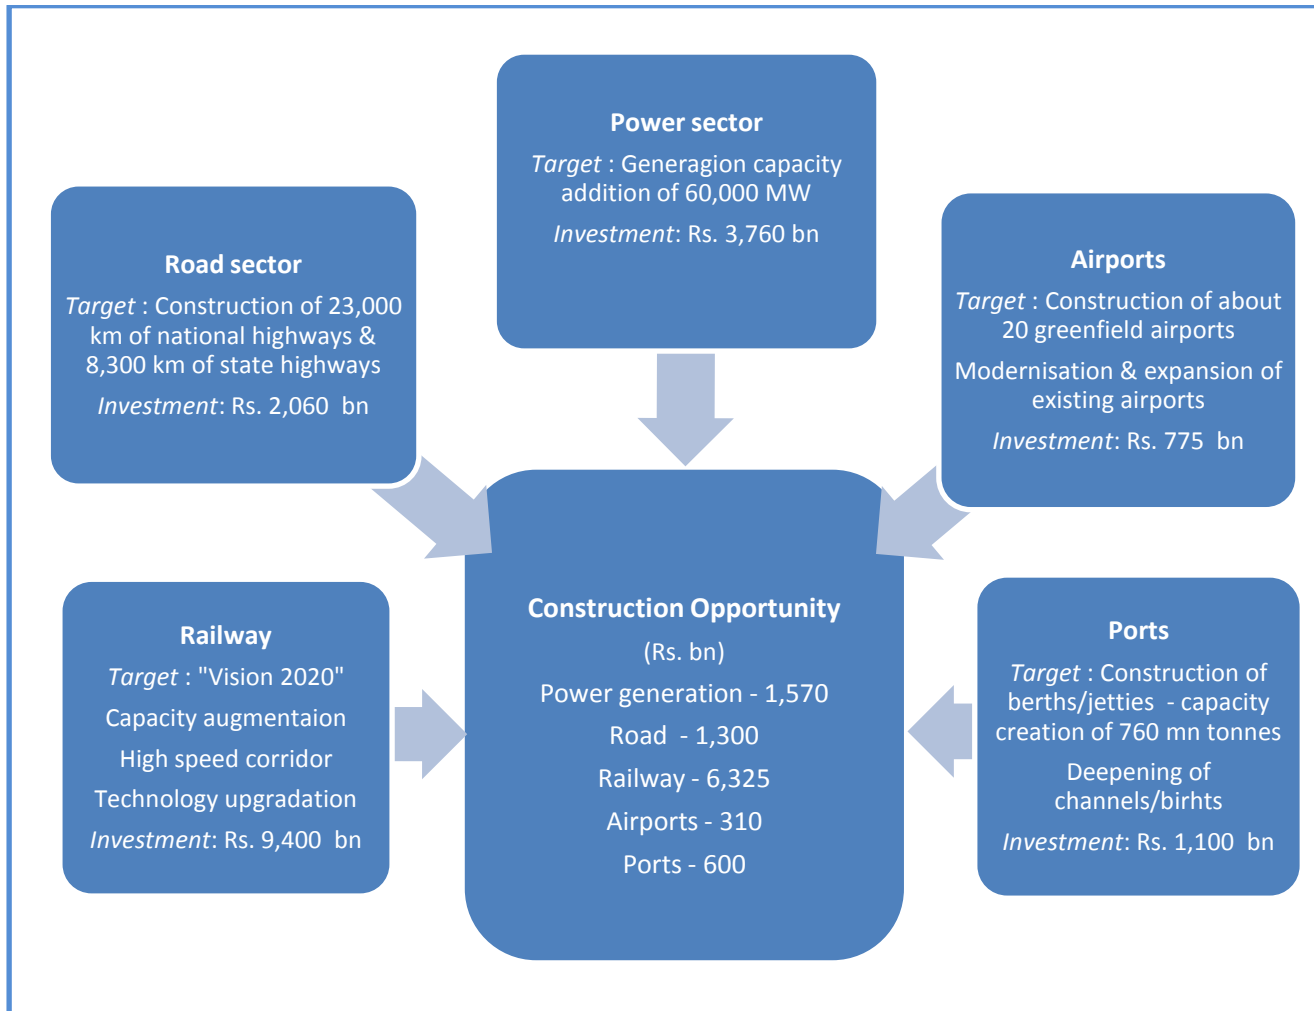 Power sector
Target : Generagion capacity
addition of 60,000 MW
Investment: Rs. 3,760 bn
Road sector
Target : Construction of 23,000
km of national highways &
8,300 km of state highways
Investment: Rs. 2,060 bn
Airports
Target : Construction of about
20 greenfield airports
Modernisation & expansion of
existing airports
Investment: Rs. 775 bn
Railway
Target : "Vision 2020"
Capacity augmentaion
High speed corridor
Technology upgradation
Investment: Rs. 9,400 bn
Construction Opportunity
(Rs. bn)
Power generation - 1,570
Road - 1,300
Railway - 6,325
Airports - 310
Ports - 600
Ports
Target : Construction of
berths/jetties - capacity
creation of 760 mn tonnes
Deepening of
channels/birhts
Investment: Rs. 1,100 bn